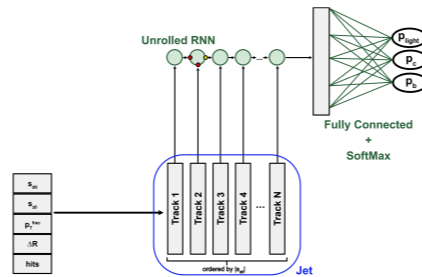 Unrolled RNN
...
p_light
p_c
p_b
Fully Connected
+
SoftMax
s_d0
s_z0
p_T^frac
ΔR
hits
Track 1
Track 2
Track 3
Track 4
...
Track N
ordered by |s_d0|
Jet